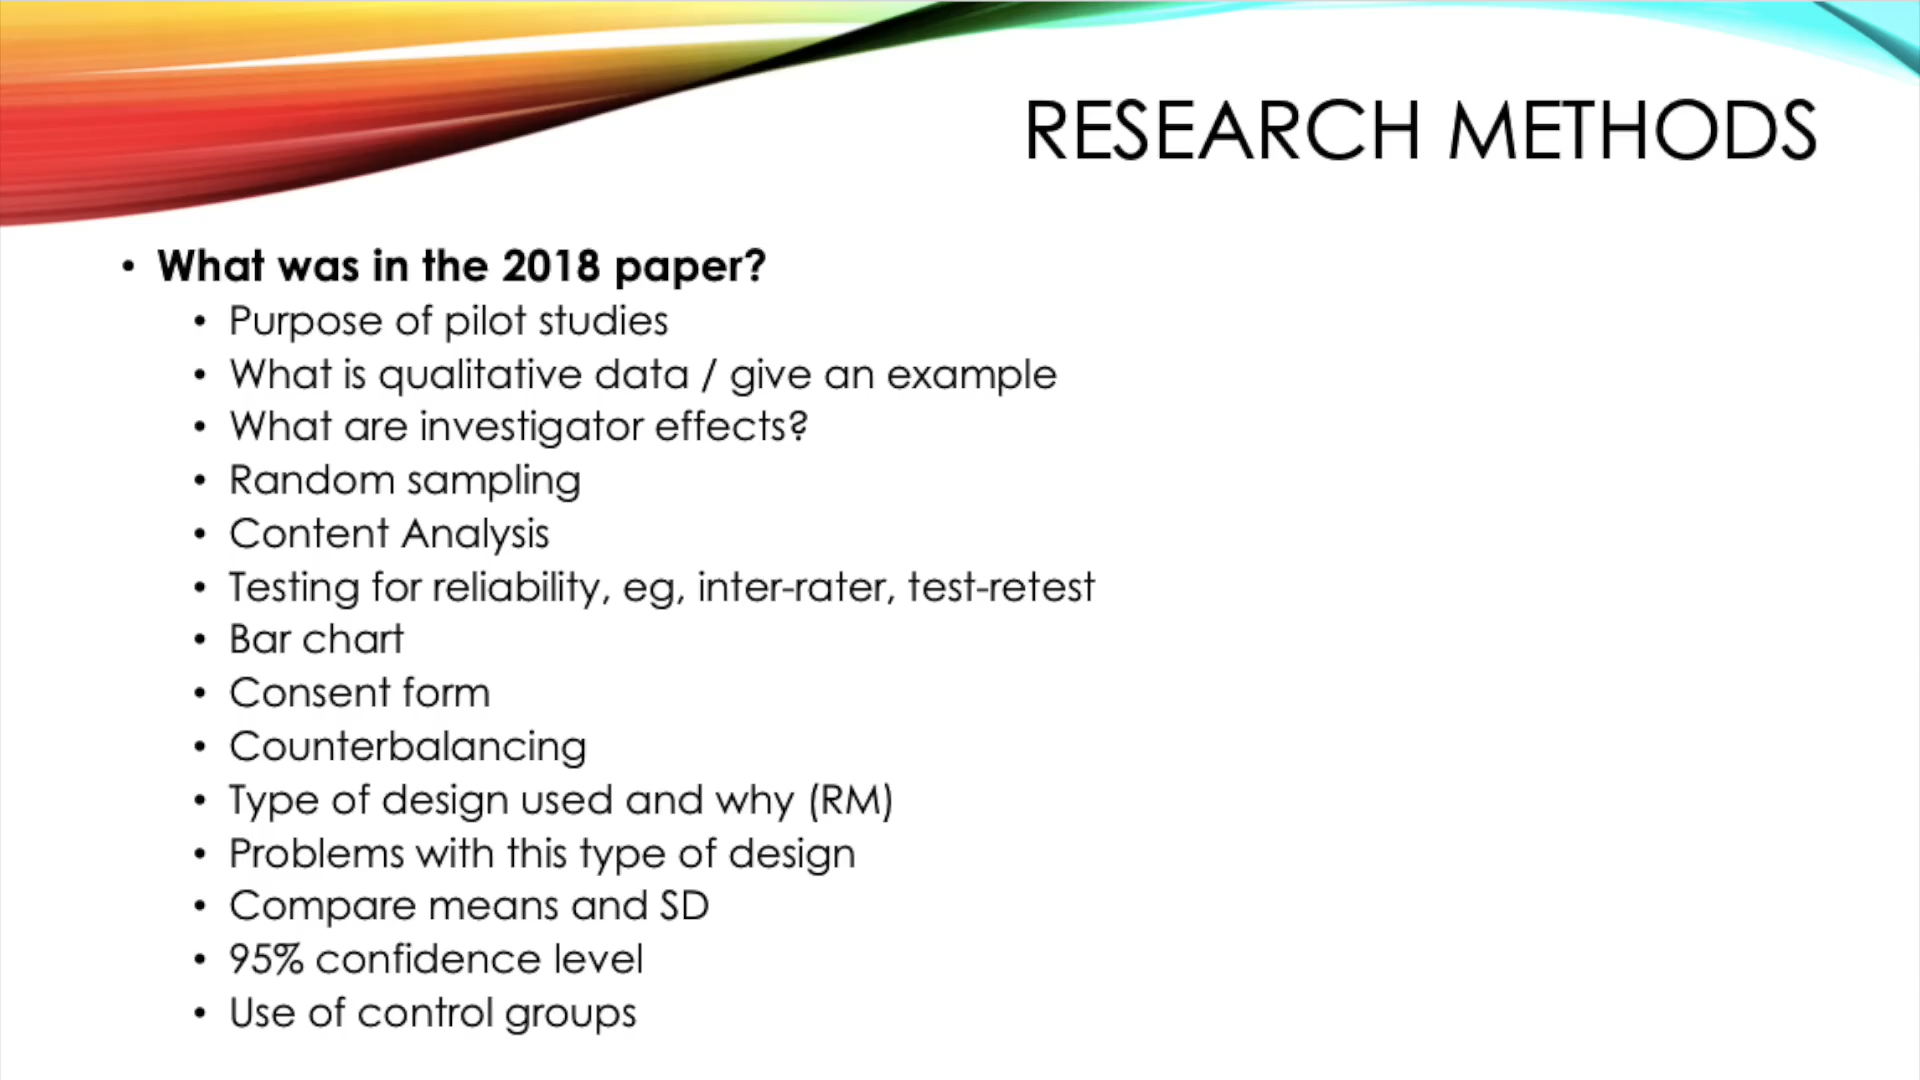 RESEARCH METHODS
• What was in the 2018 paper?
• Purpose of pilot studies
• What is qualitative data / give an example
• What are investigator effects?
• Random sampling
• Content Analysis
• Testing for reliability, eg, inter-rater, test-retest
• Bar chart
• Consent form
• Counterbalancing
• Type of design used and why (RM)
• Problems with this type of design
• Compare means and SD
• 95% confidence level
• Use of control groups